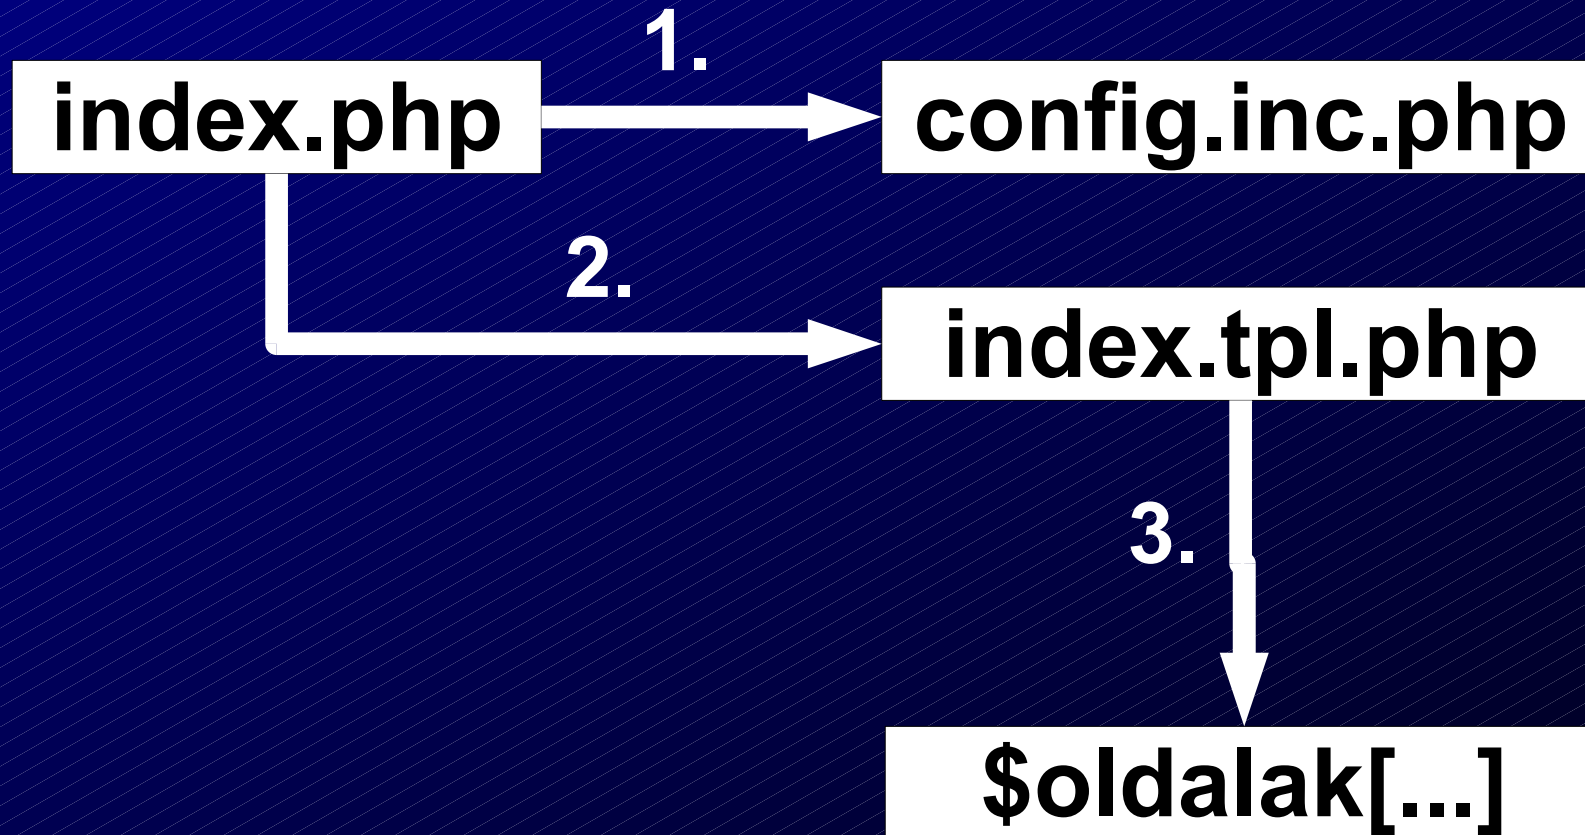 1.
index.php
config.inc.php
2.
index.tpl.php
3.
$oldalak[...]